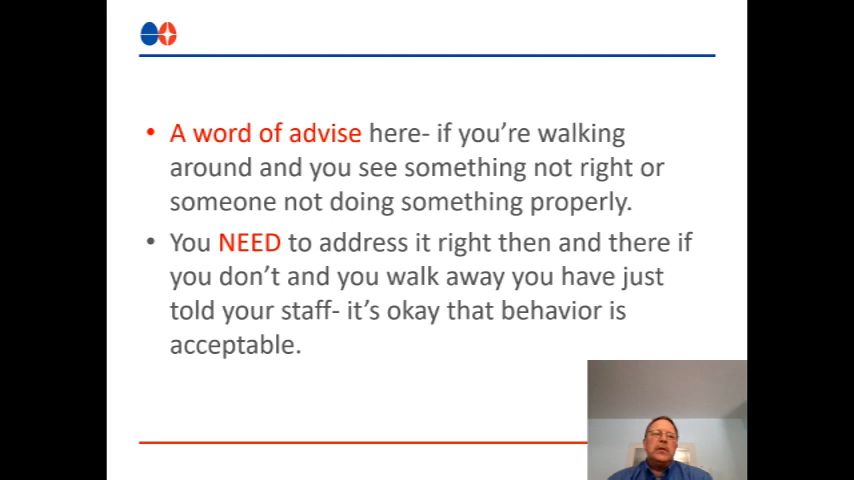 A word of advise here- if you're walking
around and you see something not right or
someone not doing something properly.
You NEED to address it right then and there if
you don't and you walk away you have just
told your staff- it's okay that behavior is
acceptable.